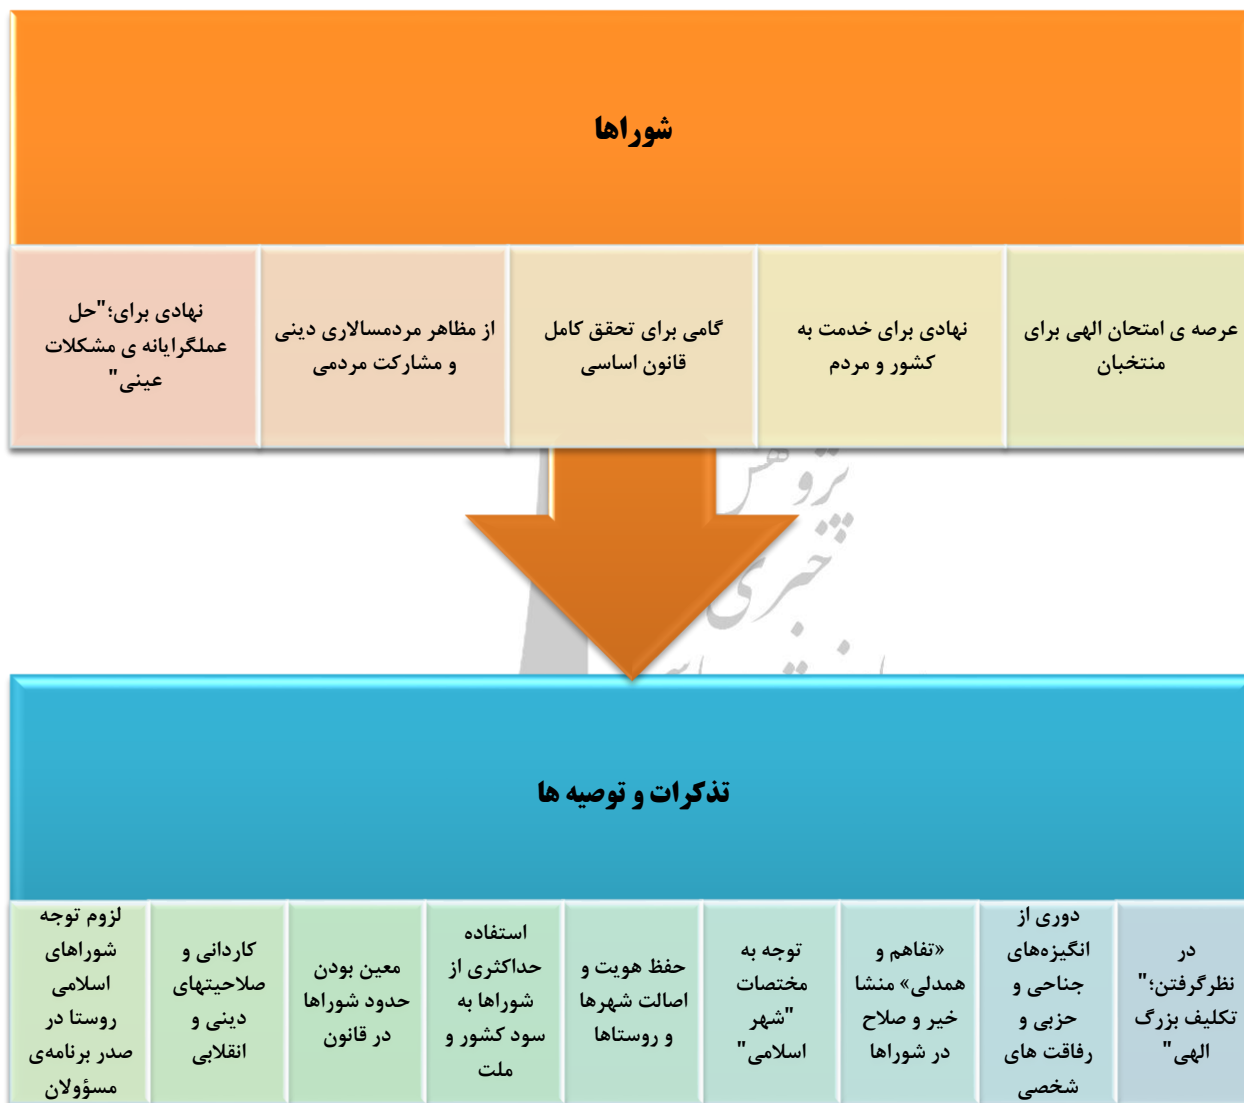 شوراها
عرصه ی امتحان الهی برای
منتخبان
نهادی برای خدمت به
کشور و مردم
گامی برای تحقق کامل
قانون اساسی
از مظاهر مردمسالاری دینی
و مشارکت مردمی
نهادی برای؛"حل
عملگرایانه ی مشکلات
عینی"
پژوهش
خبری
تذکرات و توصیه ها
در
نظرگرفتن؛"
تکلیف بزرگ
الهی"
دوری از
انگیزه‌های
جناحی و
حزبی و
رفاقت های
شخصی
«تفاهم و
همدلی» منشا
خیر و صلاح
در شوراها
توجه به
مختصات
"شهر
اسلامی"
حفظ هویت و
اصالت شهرها
و روستاها
استفاده
حداکثری از
شوراها به
سود کشور و
ملت
معین بودن
حدود شوراها
در قانون
کاردانی و
صلاحیتهای
دینی و
انقلابی
لزوم توجه
شوراهای
اسلامی
روستا در
صدر برنامه‌ی
مسؤولان